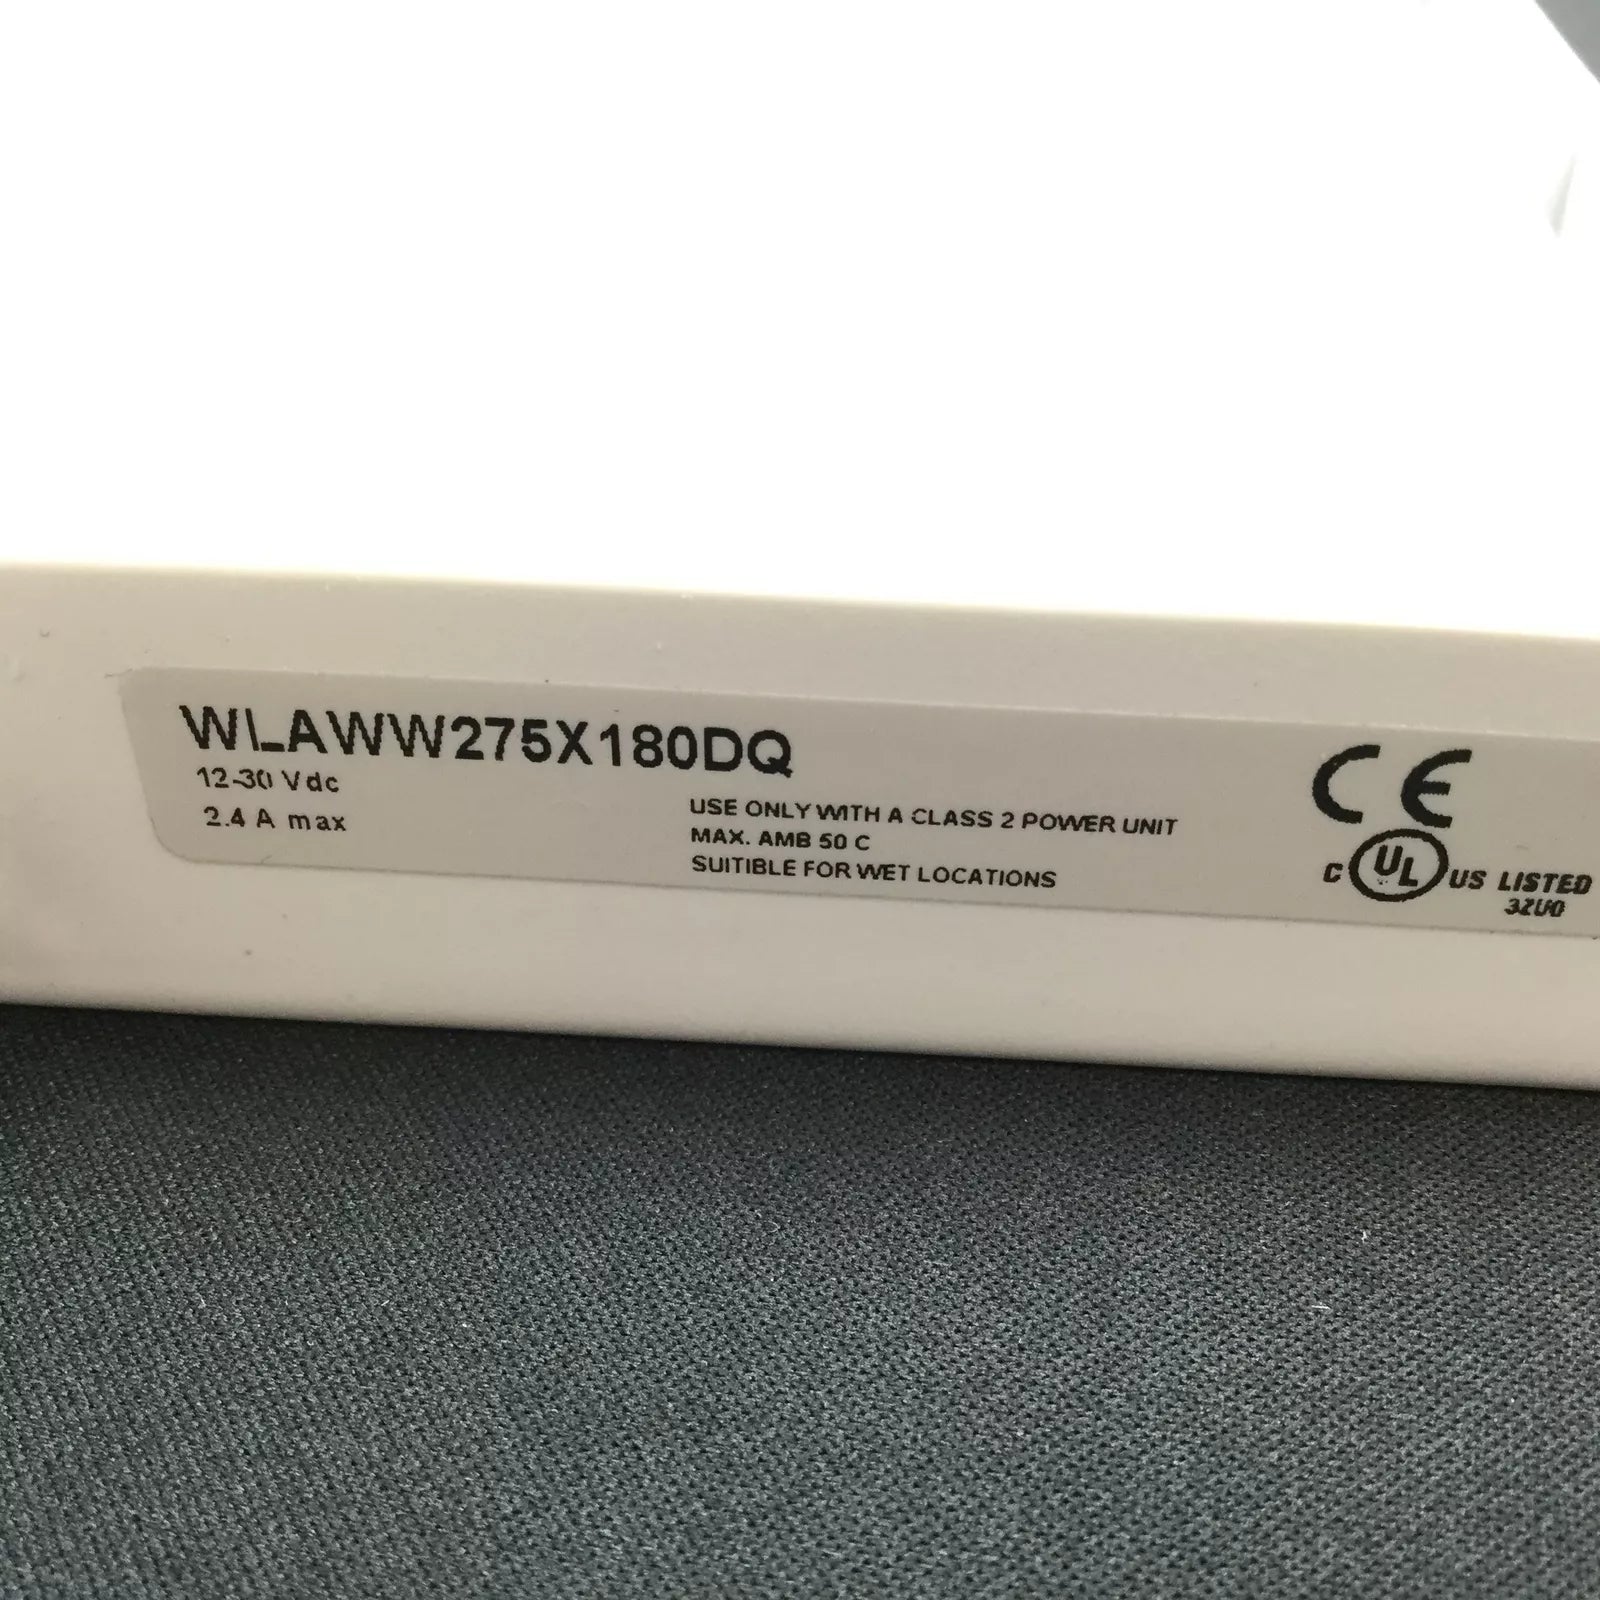 WLAWW275X180DQ
12-30 Vdc
2.4 A max
USE ONLY WITH A CLASS 2 POWER UNIT
MAX. AMB 50 C
SUITIBLE FOR WET LOCATIONS
CE
C UL US LISTED
3ZU0